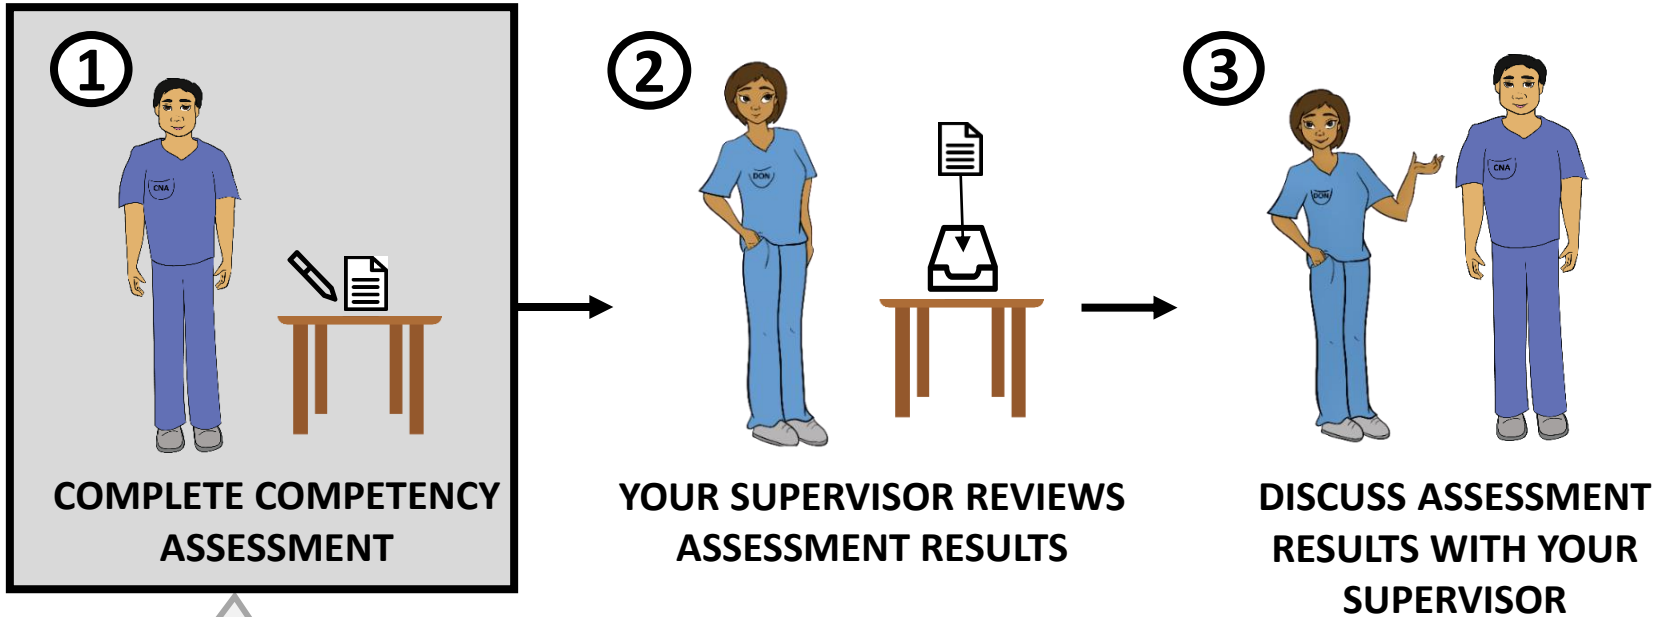 1
CNA
COMPLETE COMPETENCY
ASSESSMENT
2
DON
YOUR SUPERVISOR REVIEWS
ASSESSMENT RESULTS
3
DON
CNA
DISCUSS ASSESSMENT
RESULTS WITH YOUR
SUPERVISOR